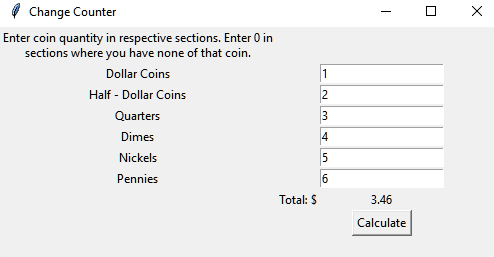 Change Counter
Enter coin quantity in respective sections. Enter 0 in
sections where you have none of that coin.
Dollar Coins 1
Half - Dollar Coins 2
Quarters 3
Dimes 4
Nickels 5
Pennies 6
Total: $ 3.46
Calculate